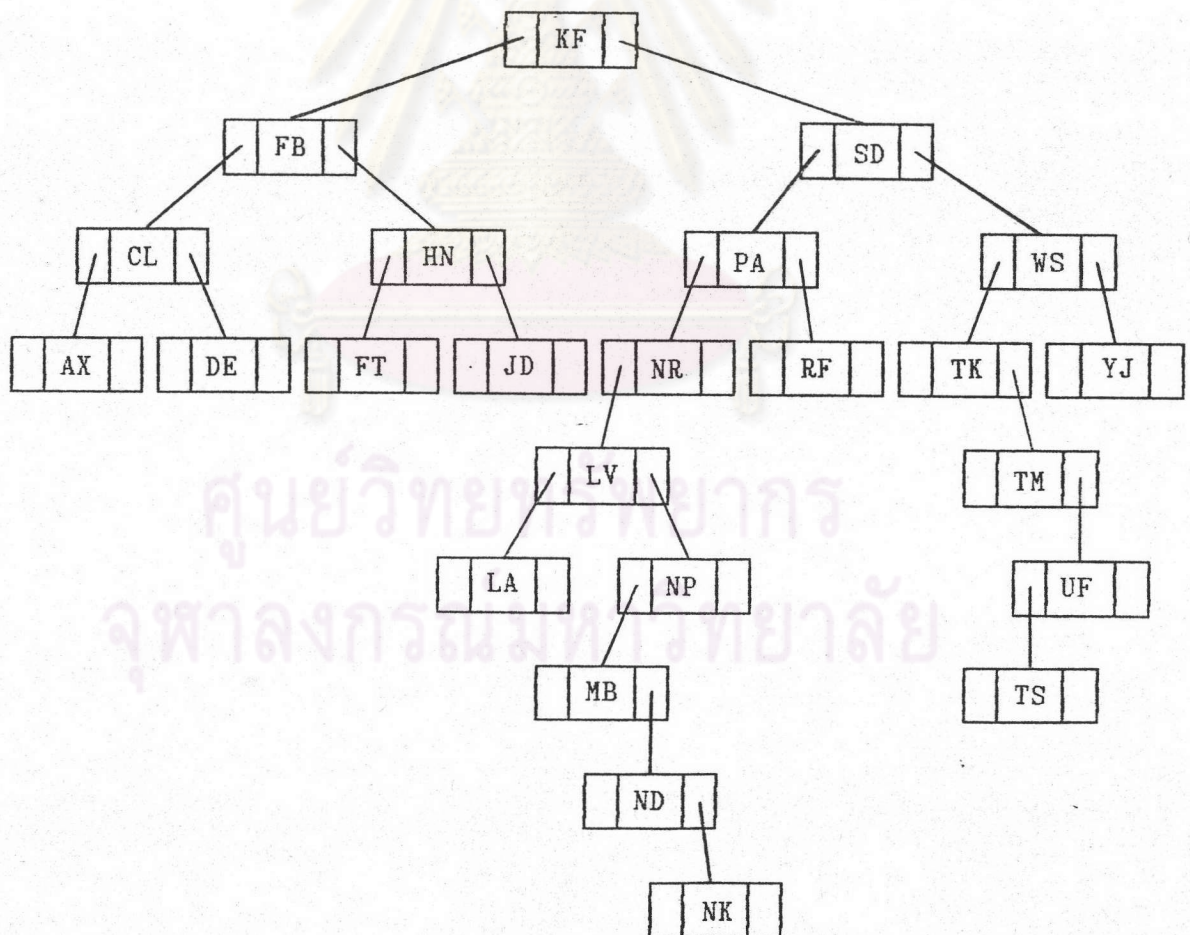 KF
FB SD
CL HN PA WS
AX DE FT JD NR RF TK YJ
LV TM
LA NP UF
MB TS
ND
NK
ศูนย์วิทยทรัพยากร
จุฬาลงกรณ์มหาวิทยาลัย